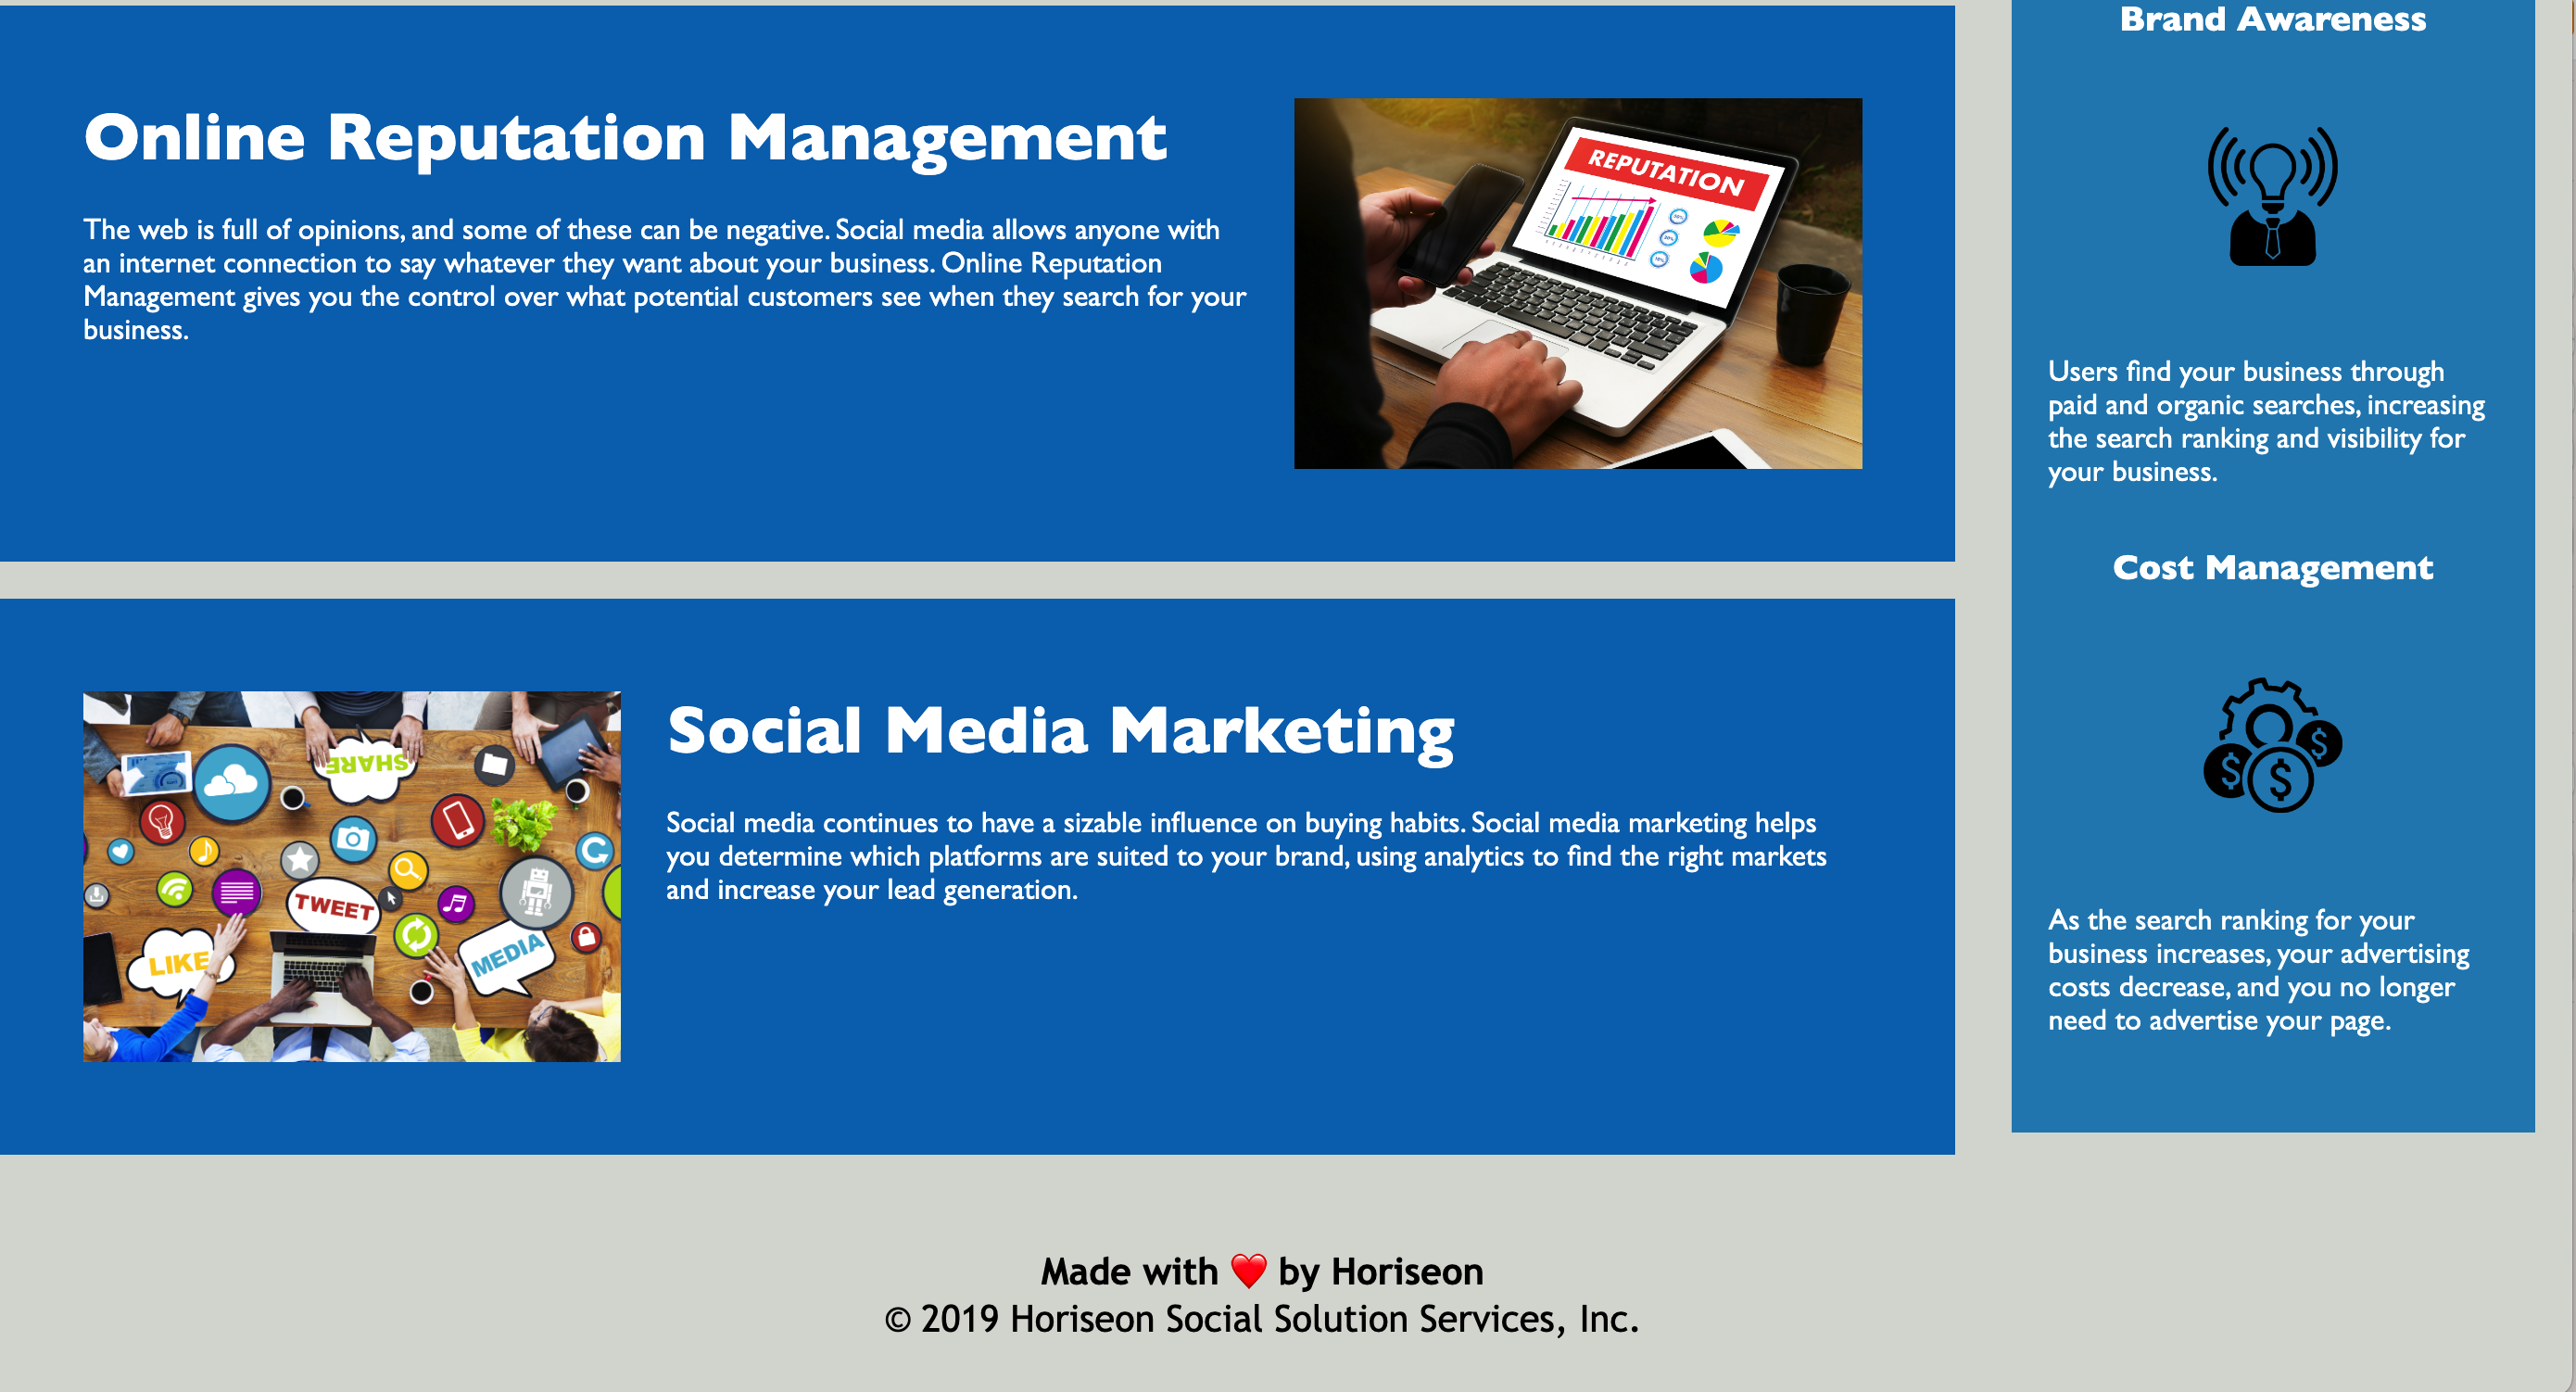 Online Reputation Management
The web is full of opinions, and some of these can be negative. Social media allows anyone with
an internet connection to say whatever they want about your business. Online Reputation
Management gives you the control over what potential customers see when they search for your
business.
REPUTATION
Social Media Marketing
Social media continues to have a sizable influence on buying habits. Social media marketing helps
you determine which platforms are suited to your brand, using analytics to find the right markets
and increase your lead generation.
SHARE
TWEET
LIKE
MEDIA
Brand Awareness
Users find your business through
paid and organic searches, increasing
the search ranking and visibility for
your business.
Cost Management
$ $ $
As the search ranking for your
business increases, your advertising
costs decrease, and you no longer
need to advertise your page.
Made with ❤️ by Horiseon
© 2019 Horiseon Social Solution Services, Inc.